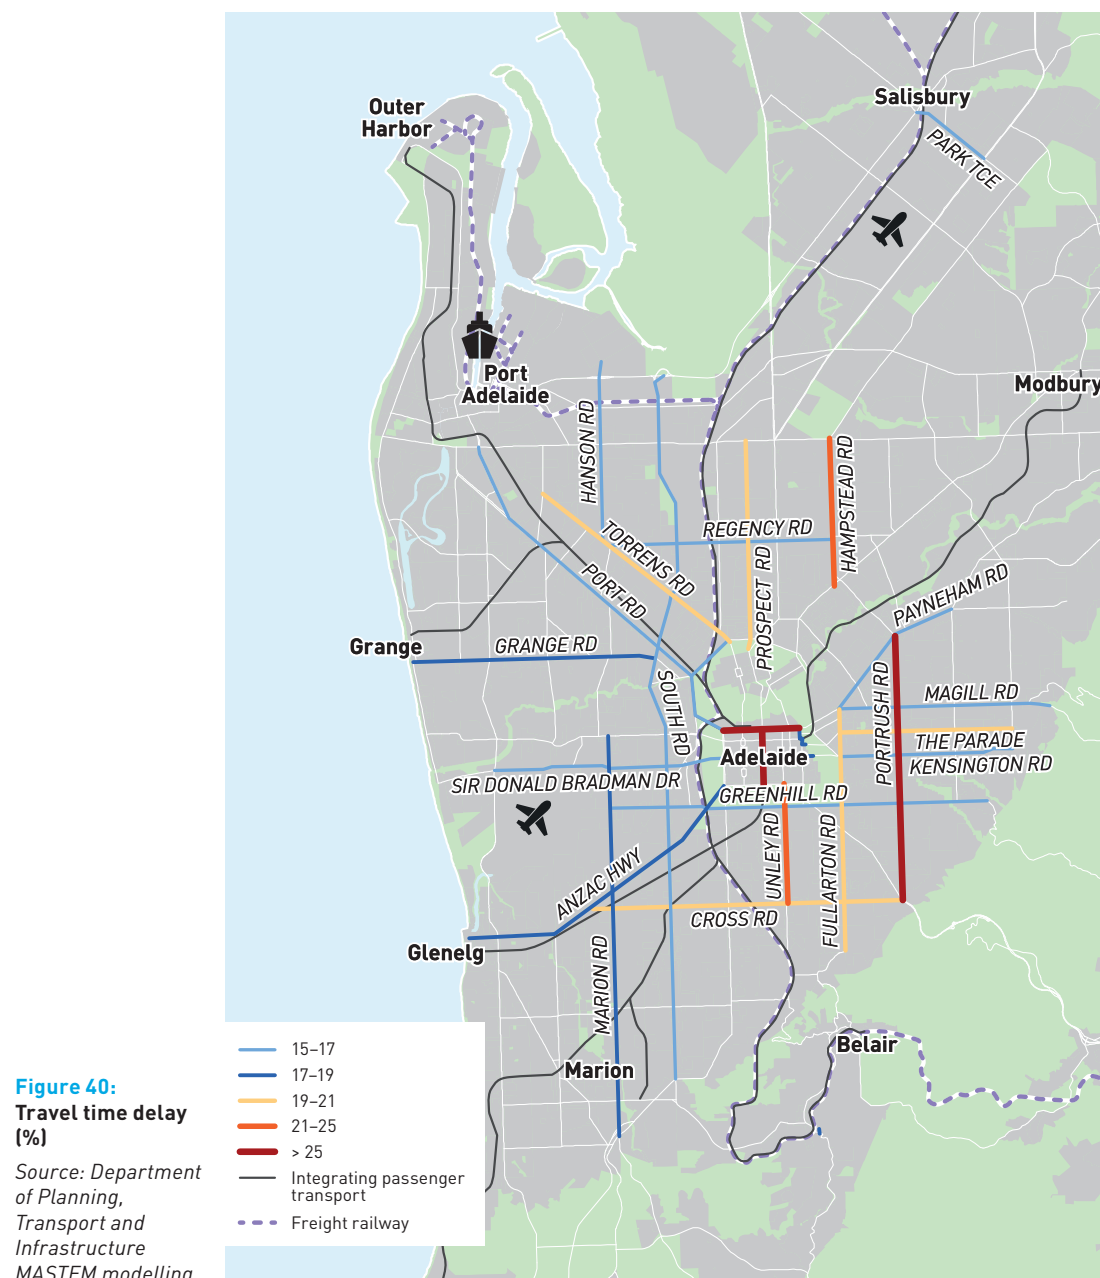 Outer
Harbor
Salisbury
PARK TCE
Port
Adelaide
Modbury
HANSON RD
HAMPSTEAD RD
REGENCY RD
TORRENS RD
PROSPECT RD
PORT RD
PAYNEHAM RD
Grange
GRANGE RD
SOUTH RD
PORTRUSH RD
MAGILL RD
THE PARADE
KENSINGTON RD
Adelaide
SIR DONALD BRADMAN DR
GREENHILL RD
UNLEY RD
FULLARTON RD
ANZAC HWY
CROSS RD
Glenelg
MARION RD
Marion
Belair
15–17
17–19
19–21
21–25
> 25
Integrating passenger
transport
Freight railway
Figure 40:
Travel time delay
(%)
Source: Department
of Planning,
Transport and
Infrastructure
MASTEM modelling